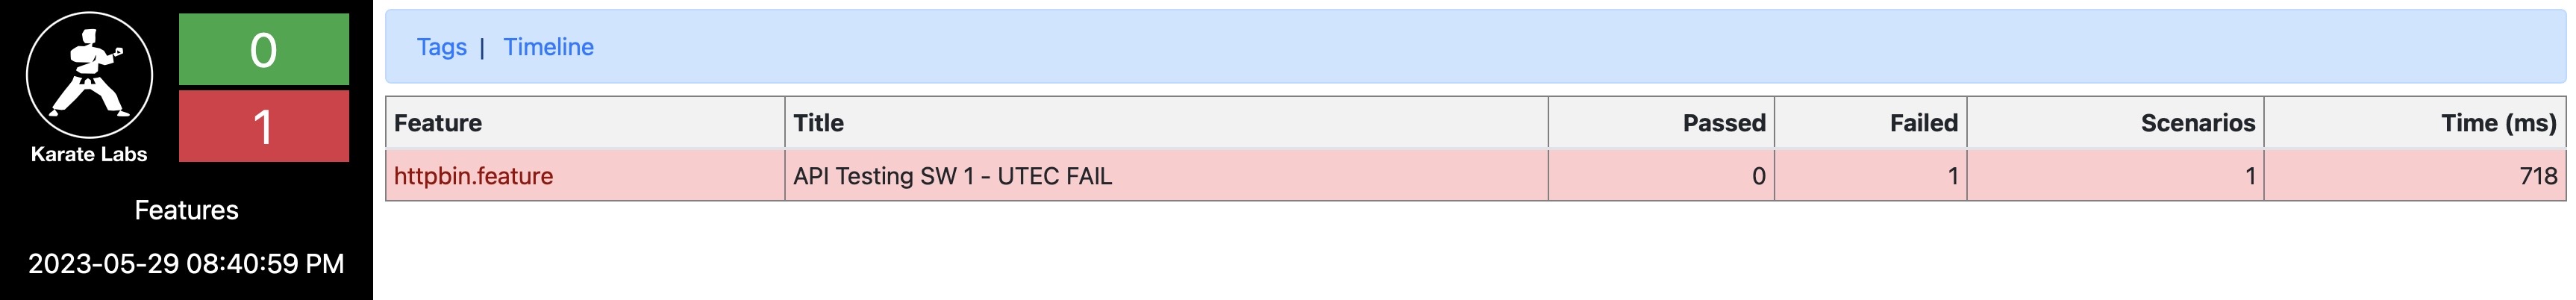 0
1
Karate Labs
Features
2023-05-29 08:40:59 PM
Tags | Timeline
Feature Title Passed Failed Scenarios Time (ms)
httpbin.feature API Testing SW 1 - UTEC FAIL 0 1 1 718